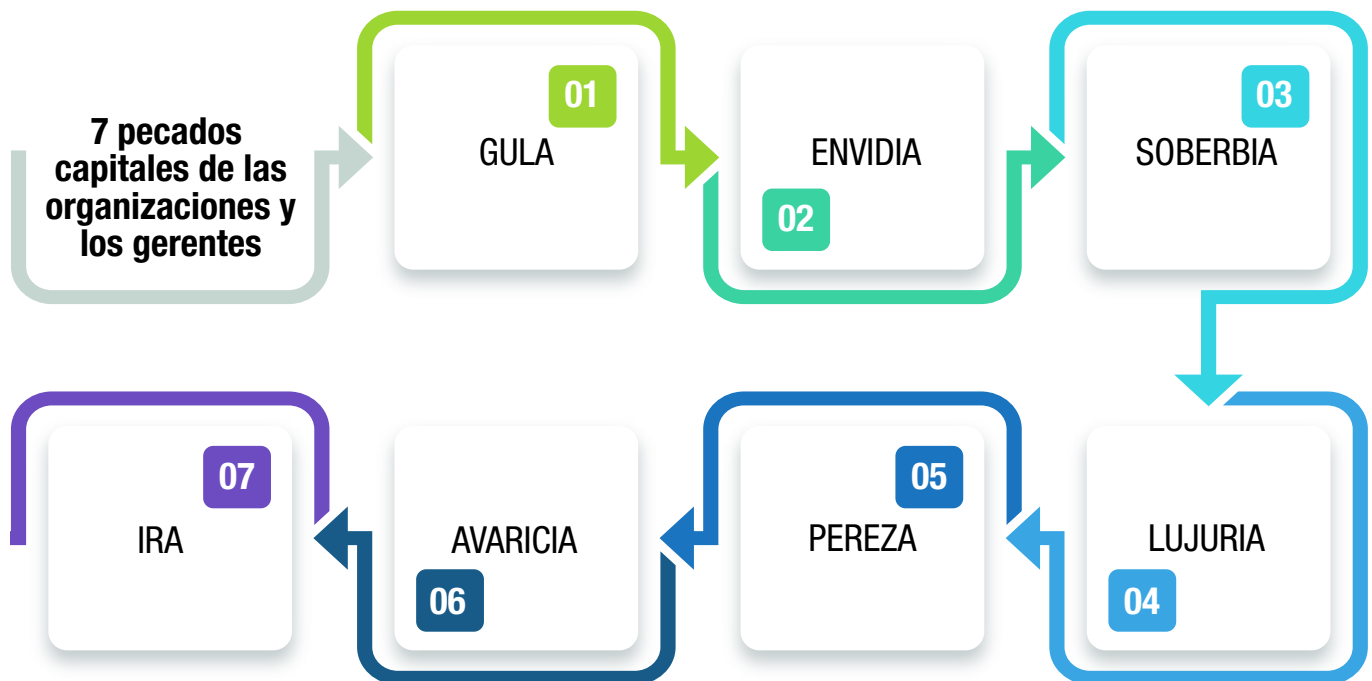 7 pecados
capitales de las
organizaciones y
los gerentes
01
GULA
ENVIDIA
02
03
SOBERBIA
LUJURIA
04
05
PEREZA
AVARICIA
06
07
IRA